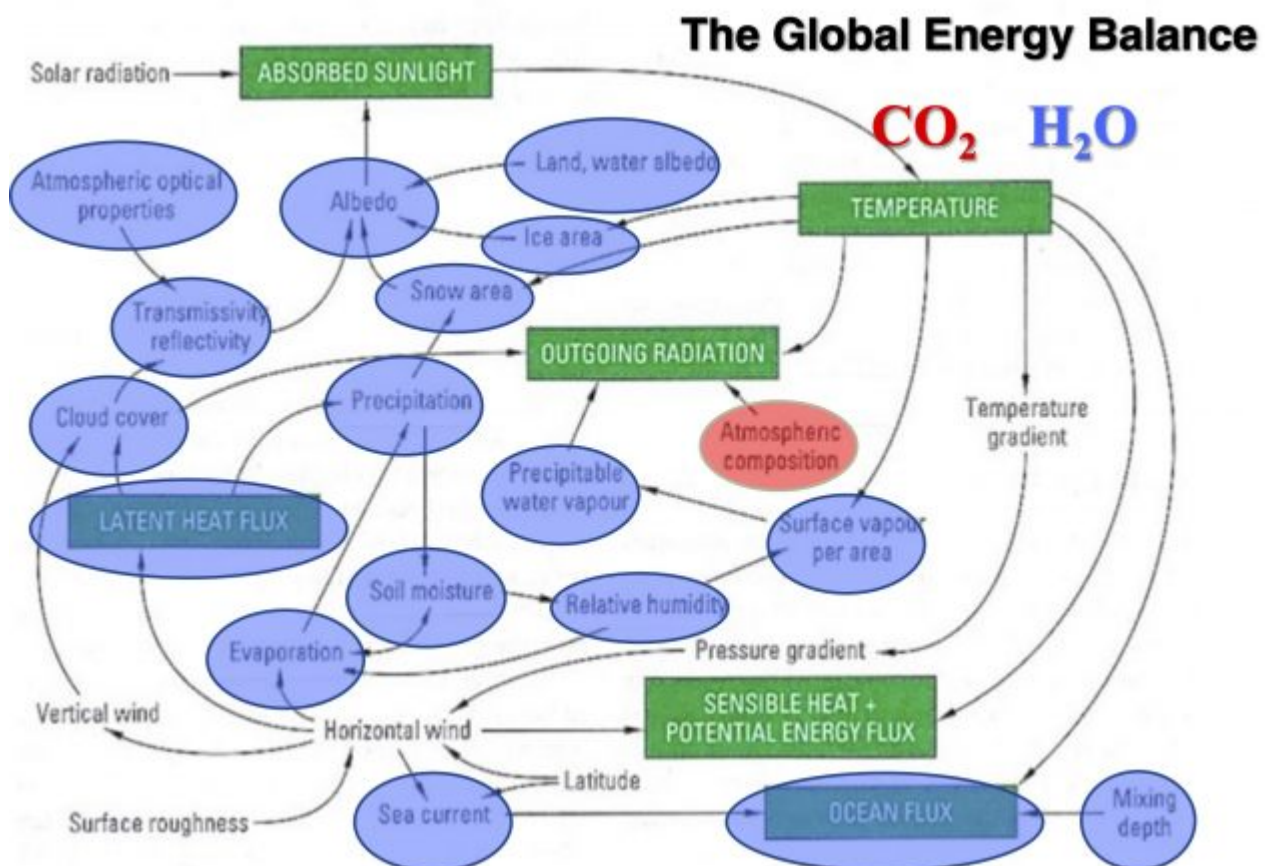 The Global Energy Balance
Solar radiation
ABSORBED SUNLIGHT
CO₂ H₂O
Atmospheric optical
properties
Albedo
Land, water albedo
TEMPERATURE
Ice area
Snow area
Transmissivity
reflectivity
OUTGOING RADIATION
Cloud cover
Precipitation
Temperature
gradient
Atmospheric
composition
Precipitable
water vapour
LATENT HEAT FLUX
Surface vapour
per area
Soil moisture
Relative humidity
Evaporation
Pressure gradient
SENSIBLE HEAT +
POTENTIAL ENERGY FLUX
Vertical wind
Horizontal wind
Latitude
Surface roughness
Sea current
OCEAN FLUX
Mixing
depth